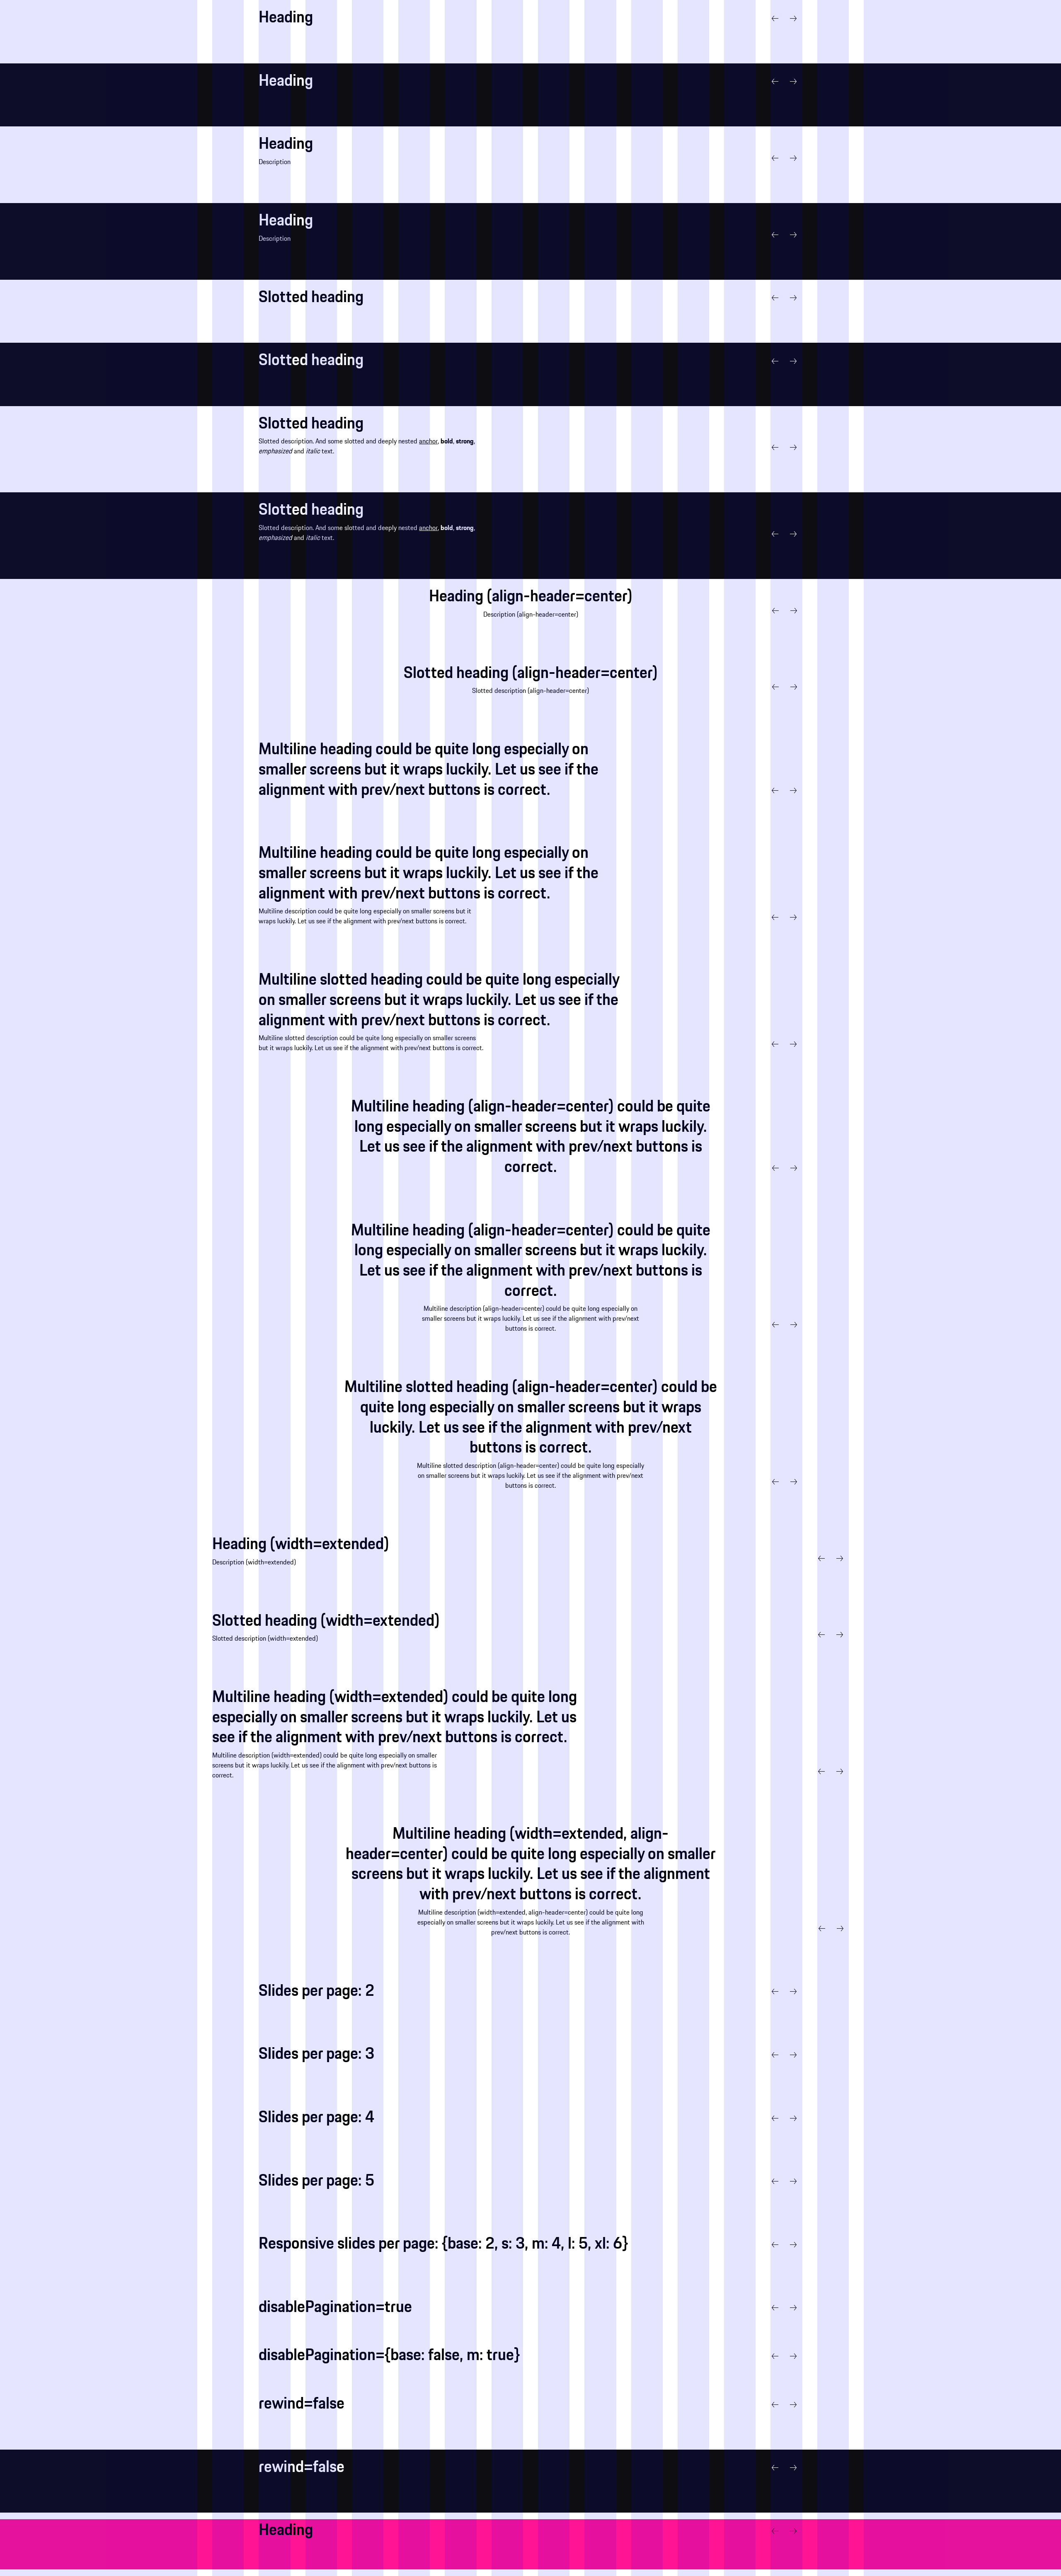 Heading
Heading
Heading
Description
Heading
Description
Slotted heading
Slotted heading
Slotted heading
Slotted description. And some slotted and deeply nested anchor, bold, strong,
emphasized and italic text.
Slotted heading
Slotted description. And some slotted and deeply nested anchor, bold, strong,
emphasized and italic text.
Heading (align-header=center)
Description (align-header=center)
Slotted heading (align-header=center)
Slotted description (align-header=center)
Multiline heading could be quite long especially on
smaller screens but it wraps luckily. Let us see if the
alignment with prev/next buttons is correct.
Multiline heading could be quite long especially on
smaller screens but it wraps luckily. Let us see if the
alignment with prev/next buttons is correct.
Multiline description could be quite long especially on smaller screens but it
wraps luckily. Let us see if the alignment with prev/next buttons is correct.
Multiline slotted heading could be quite long especially
on smaller screens but it wraps luckily. Let us see if the
alignment with prev/next buttons is correct.
Multiline slotted description could be quite long especially on smaller screens
but it wraps luckily. Let us see if the alignment with prev/next buttons is correct.
Multiline heading (align-header=center) could be quite
long especially on smaller screens but it wraps luckily.
Let us see if the alignment with prev/next buttons is
correct.
Multiline heading (align-header=center) could be quite
long especially on smaller screens but it wraps luckily.
Let us see if the alignment with prev/next buttons is
correct.
Multiline description (align-header=center) could be quite long especially on
smaller screens but it wraps luckily. Let us see if the alignment with prev/next
buttons is correct.
Multiline slotted heading (align-header=center) could be
quite long especially on smaller screens but it wraps
luckily. Let us see if the alignment with prev/next
buttons is correct.
Multiline slotted description (align-header=center) could be quite long especially
on smaller screens but it wraps luckily. Let us see if the alignment with prev/next
buttons is correct.
Heading (width=extended)
Description (width=extended)
Slotted heading (width=extended)
Slotted description (width=extended)
Multiline heading (width=extended) could be quite long
especially on smaller screens but it wraps luckily. Let us
see if the alignment with prev/next buttons is correct.
Multiline description (width=extended) could be quite long especially on smaller
screens but it wraps luckily. Let us see if the alignment with prev/next buttons is
correct.
Multiline heading (width=extended, align-
header=center) could be quite long especially on smaller
screens but it wraps luckily. Let us see if the alignment
with prev/next buttons is correct.
Multiline description (width=extended, align-header=center) could be quite long
especially on smaller screens but it wraps luckily. Let us see if the alignment with
prev/next buttons is correct.
Slides per page: 2
Slides per page: 3
Slides per page: 4
Slides per page: 5
Responsive slides per page: {base: 2, s: 3, m: 4, l: 5, xl: 6}
disablePagination=true
disablePagination={base: false, m: true}
rewind=false
rewind=false
Heading